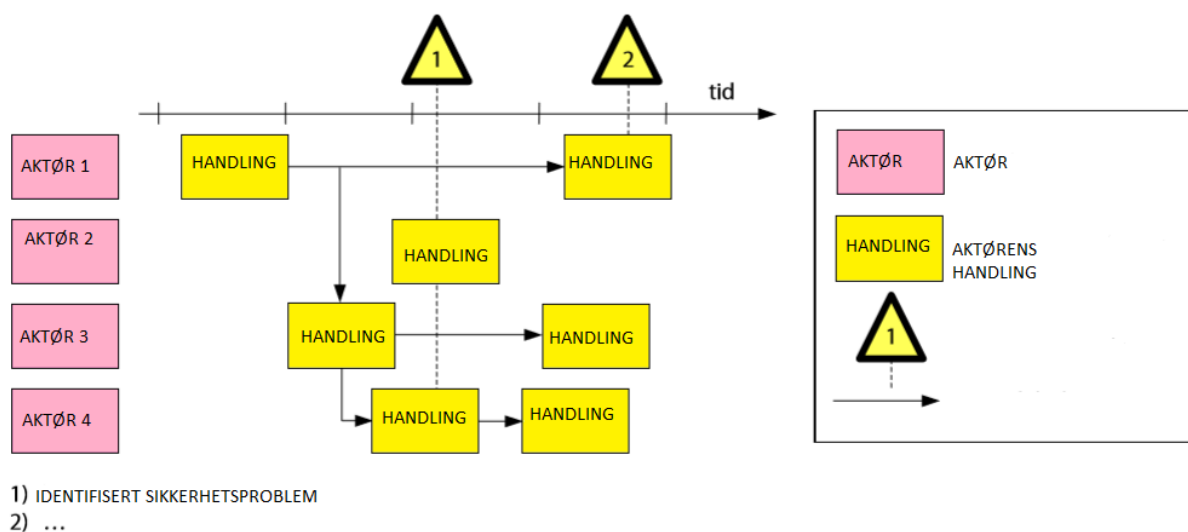 1
2
tid
AKTØR 1
HANDLING
HANDLING
AKTØR 2
HANDLING
AKTØR 3
HANDLING
HANDLING
AKTØR 4
HANDLING
HANDLING
AKTØR
AKTØR
HANDLING
AKTØRENS
HANDLING
1
1) IDENTIFISERT SIKKERHETSPROBLEM
2) ...